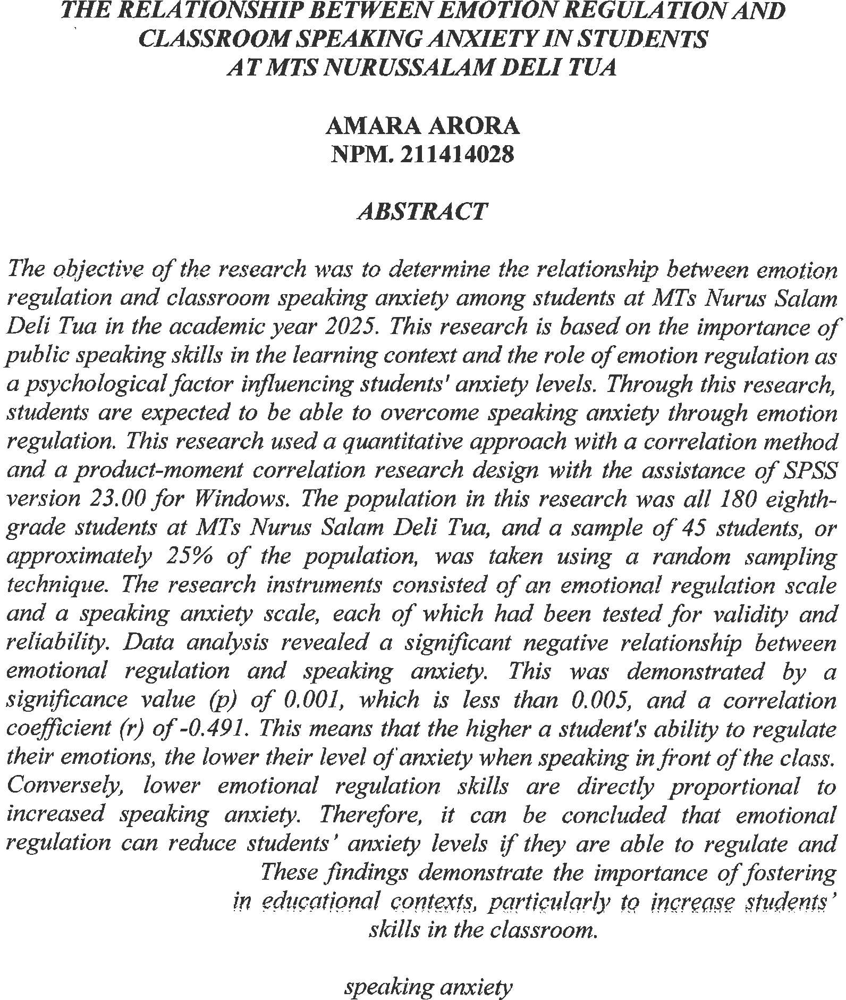 THE RELATIONSHIP BETWEEN EMOTION REGULATION AND
CLASSROOM SPEAKING ANXIETY IN STUDENTS
AT MTS NURUSSALAM DELI TUA
AMARA ARORA
NPM. 211414028
ABSTRACT
The objective of the research was to determine the relationship between emotion
regulation and classroom speaking anxiety among students at MTs Nurus Salam
Deli Tua in the academic year 2025. This research is based on the importance of
public speaking skills in the learning context and the role of emotion regulation as
a psychological factor influencing students' anxiety levels. Through this research,
students are expected to be able to overcome speaking anxiety through emotion
regulation. This research used a quantitative approach with a correlation method
and a product-moment correlation research design with the assistance of SPSS
version 23.00 for Windows. The population in this research was all 180 eighth-
grade students at MTs Nurus Salam Deli Tua, and a sample of 45 students, or
approximately 25% of the population, was taken using a random sampling
technique. The research instruments consisted of an emotional regulation scale
and a speaking anxiety scale, each of which had been tested for validity and
reliability. Data analysis revealed a significant negative relationship between
emotional regulation and speaking anxiety. This was demonstrated by a
significance value (p) of 0.001, which is less than 0.005, and a correlation
coefficient (r) of -0.491. This means that the higher a student's ability to regulate
their emotions, the lower their level of anxiety when speaking in front of the class.
Conversely, lower emotional regulation skills are directly proportional to
increased speaking anxiety. Therefore, it can be concluded that emotional
regulation can reduce students’ anxiety levels if they are able to regulate and
These findings demonstrate the importance of fostering
in educational contexts, particularly to increase students’
skills in the classroom.
speaking anxiety